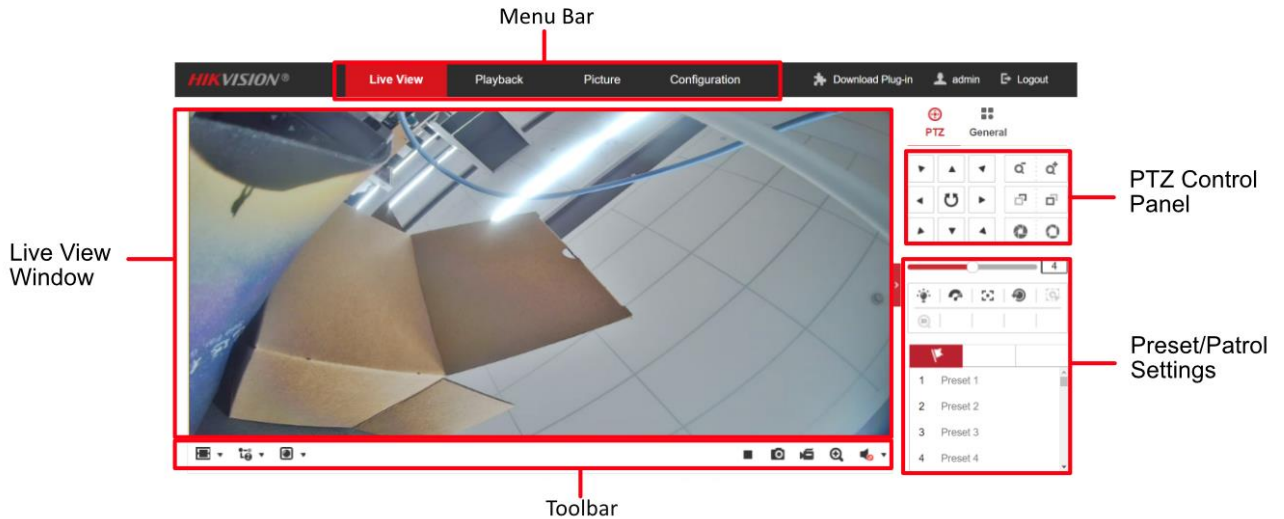 Menu Bar
HIKVISION®
Live View
Playback
Picture
Configuration
Download Plug-in
admin
Logout
PTZ
General
PTZ Control
Panel
Live View
Window
4
Preset/Patrol
Settings
1 Preset 1
2 Preset 2
3 Preset 3
4 Preset 4
Toolbar